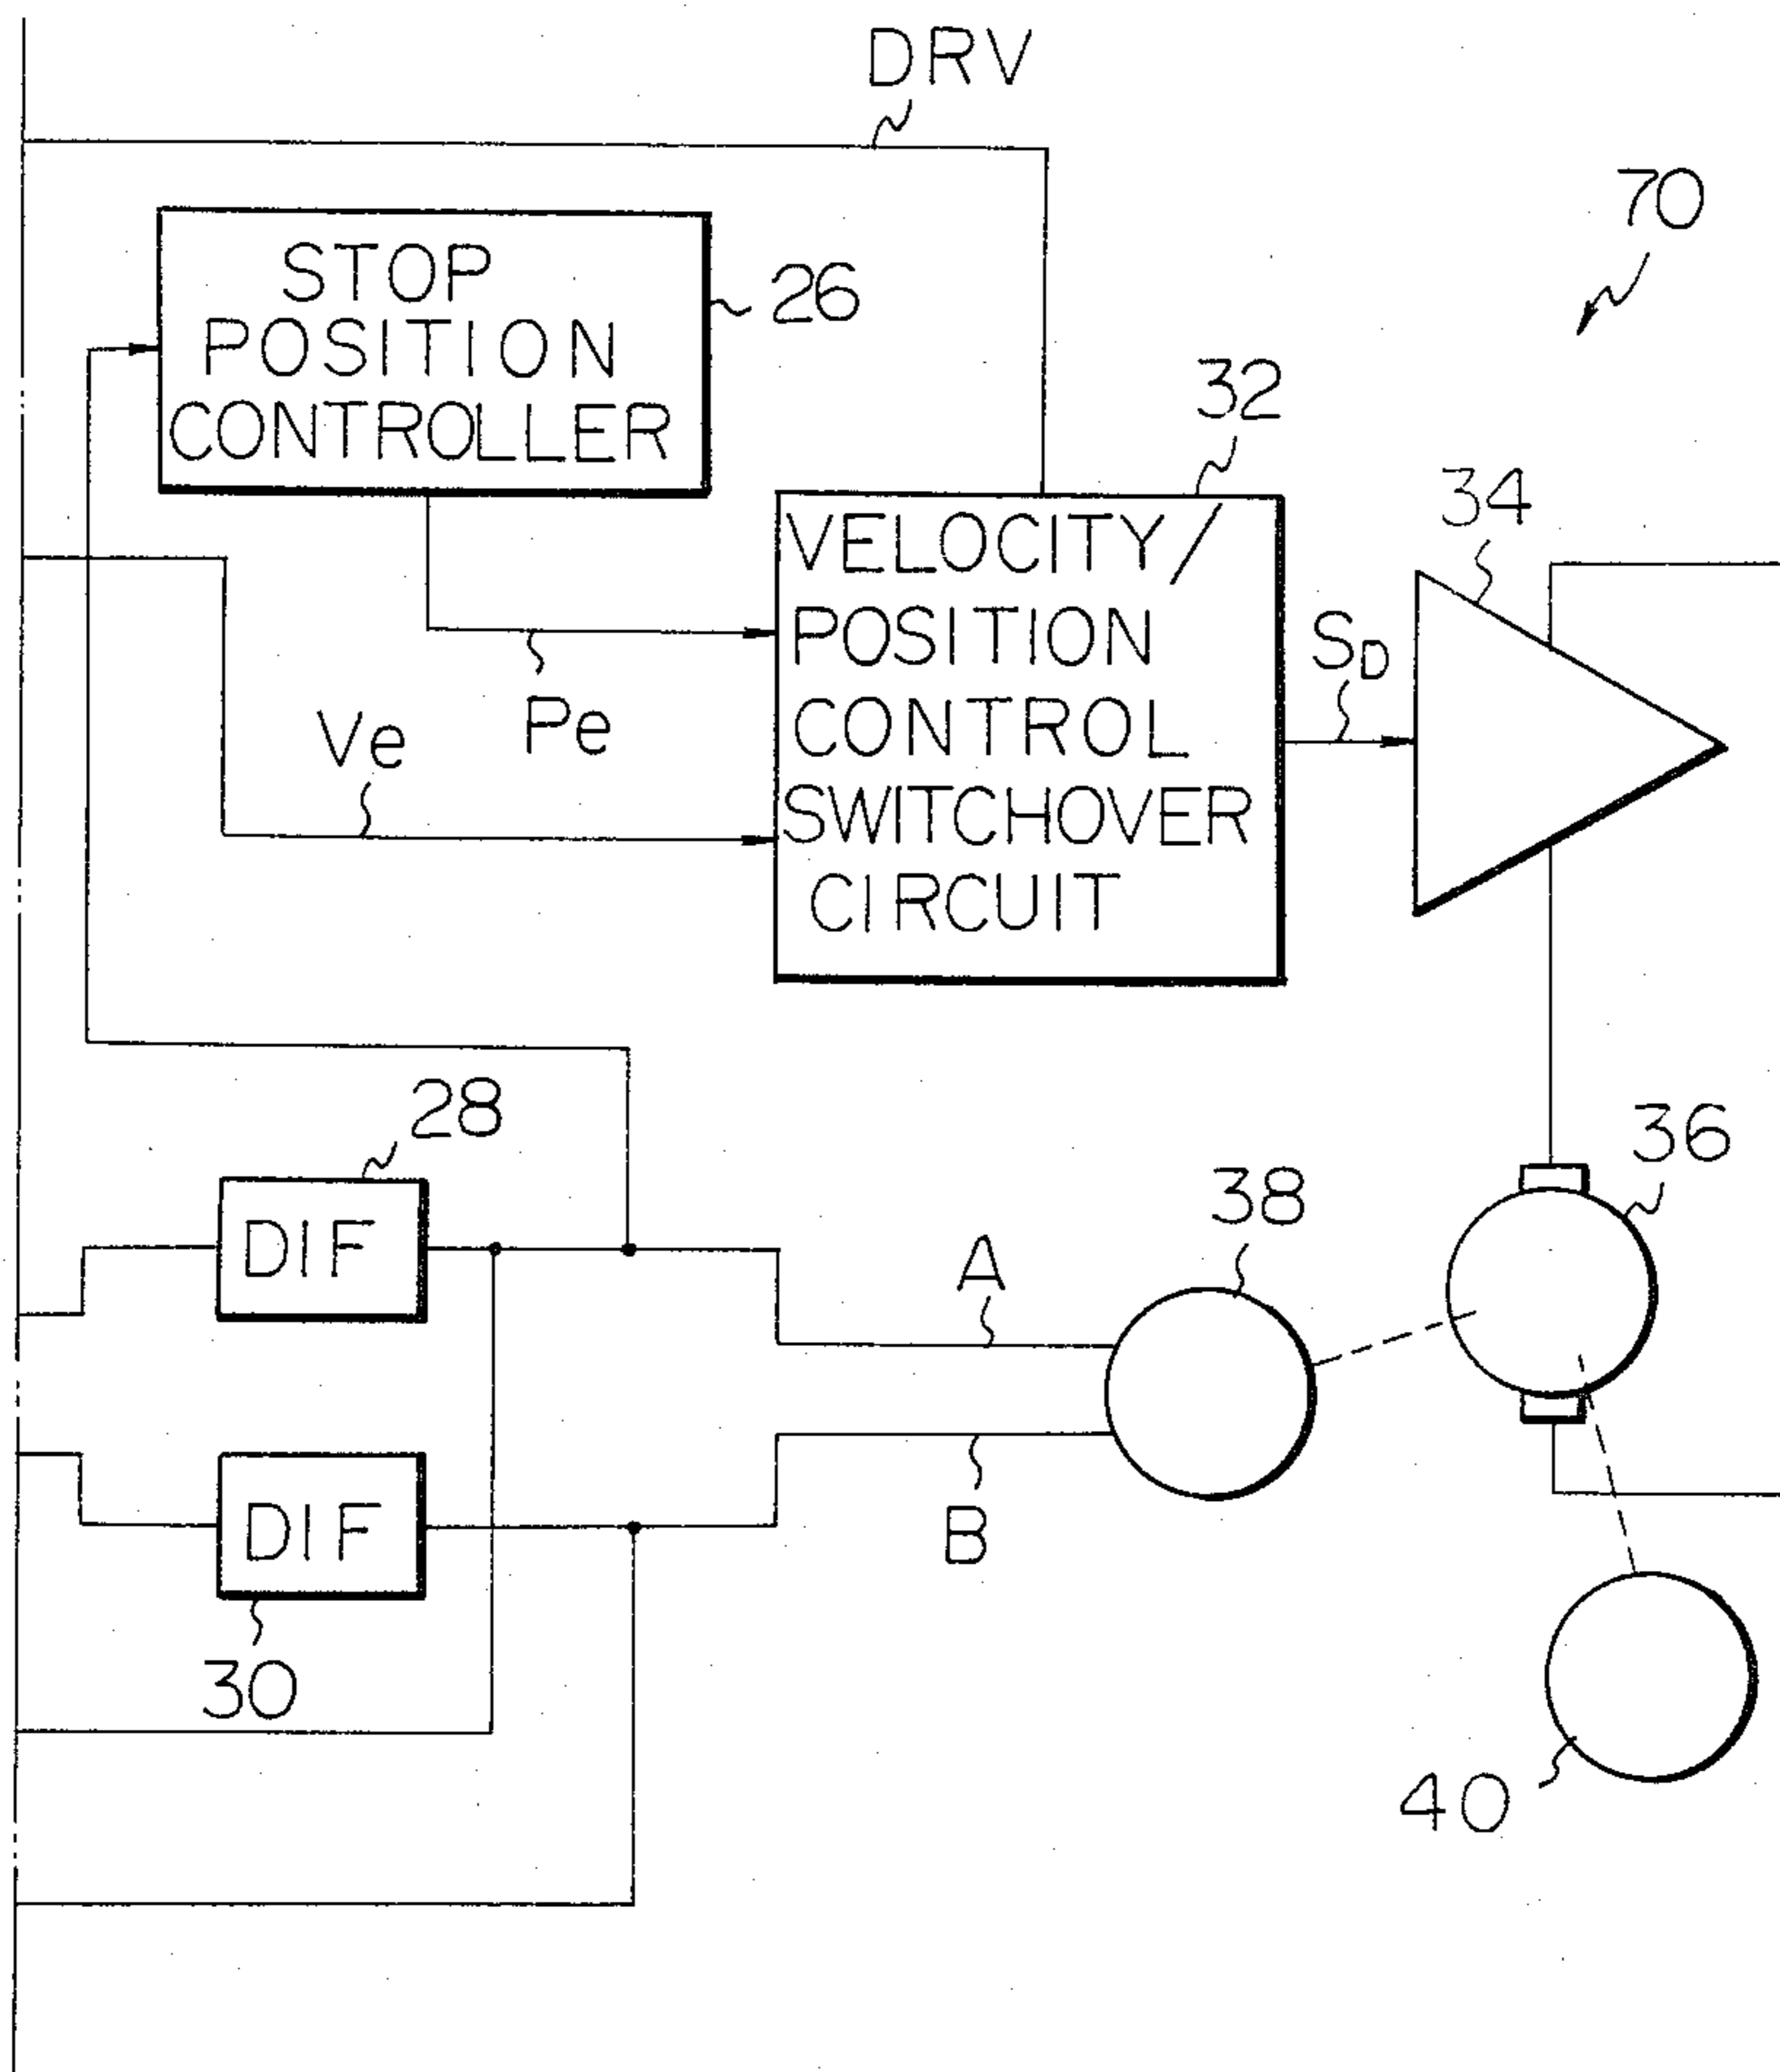 DRV
70
STOP
POSITION
CONTROLLER
26
32
34
VELOCITY/
POSITION
CONTROL
SWITCHOVER
CIRCUIT
SD
Pe
Ve
28
DIF
36
38
A
DIF
B
30
40